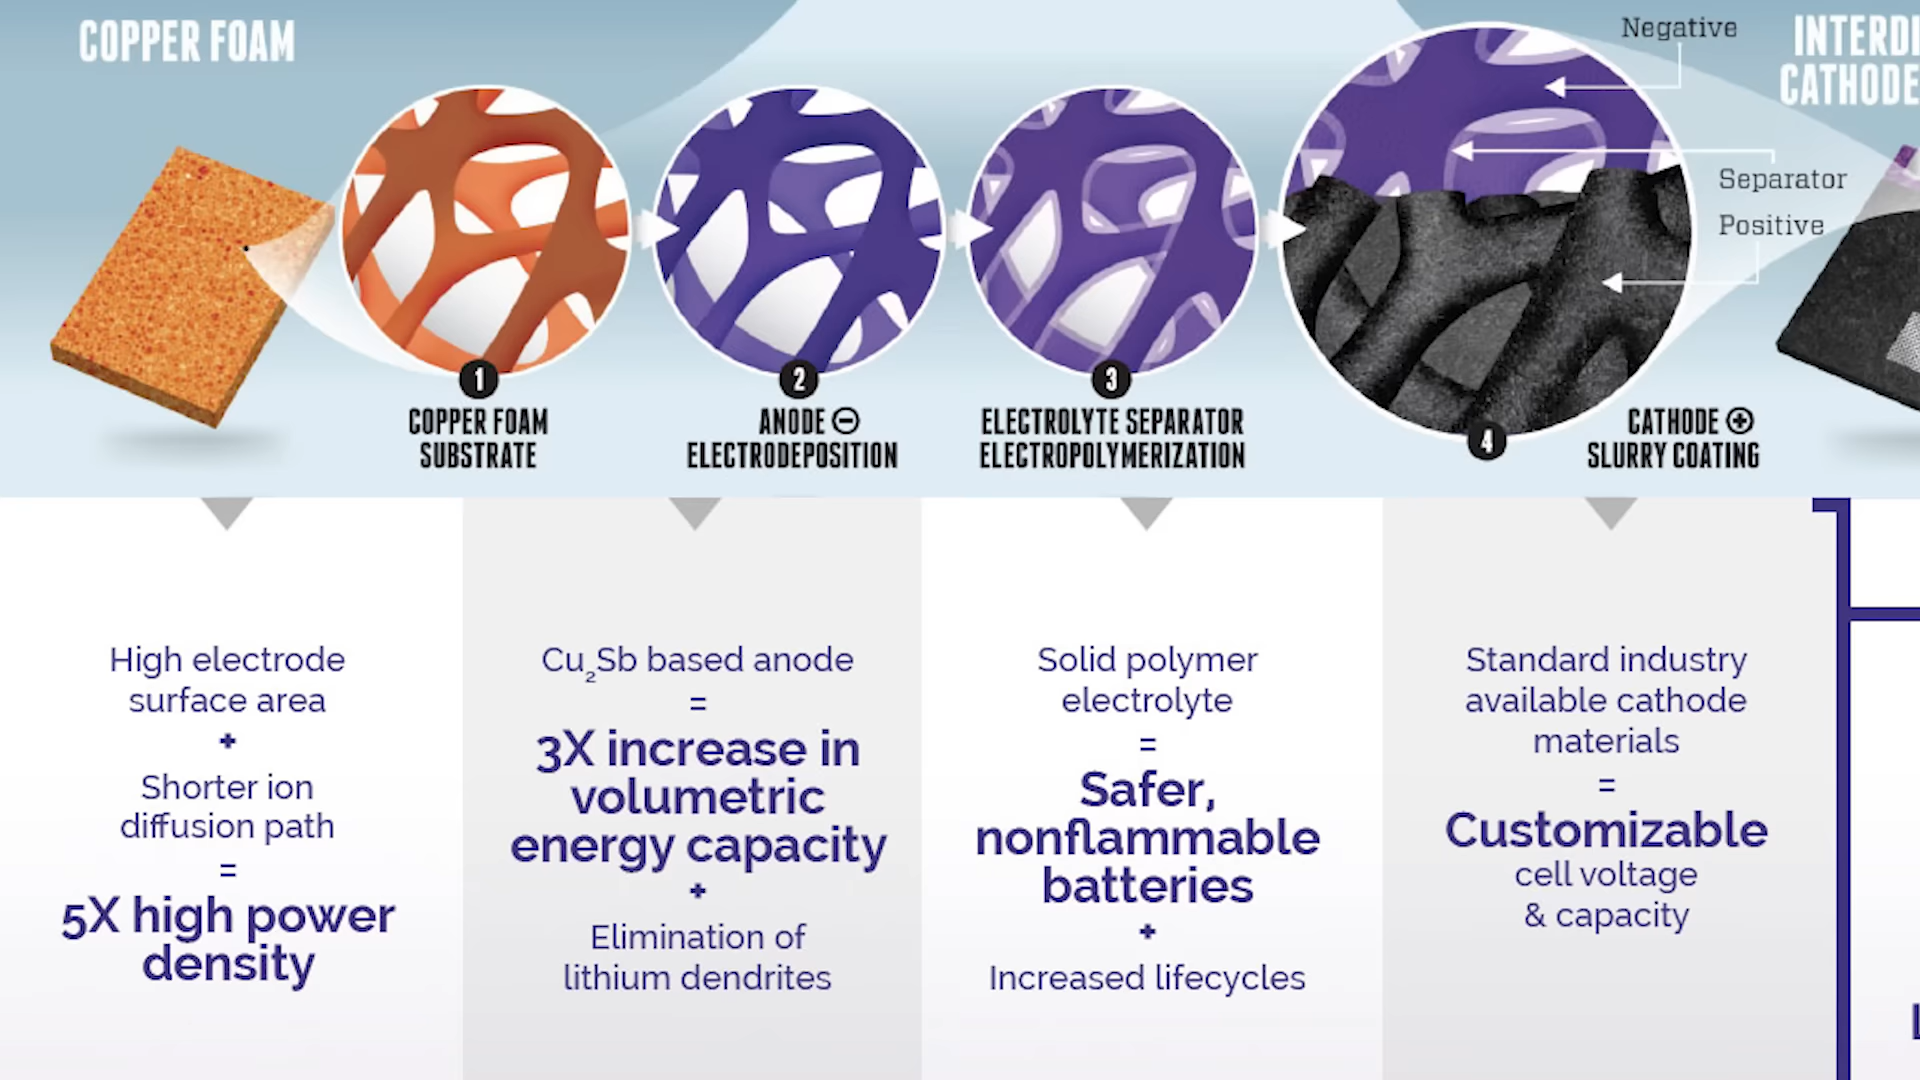 COPPER FOAM
Negative
Separator
Positive
1
COPPER FOAM
SUBSTRATE
2
ANODE ⊖
ELECTRODEPOSITION
3
ELECTROLYTE SEPARATOR
ELECTROPOLYMERIZATION
4
CATHODE ⊕
SLURRY COATING
CATHODE
High electrode
surface area
+
Shorter ion
diffusion path
=
5X high power
density
Cu₂Sb based anode
=
3X increase in
volumetric
energy capacity
+
Elimination of
lithium dendrites
Solid polymer
electrolyte
=
Safer,
nonflammable
batteries
+
Increased lifecycles
Standard industry
available cathode
materials
=
Customizable
cell voltage
& capacity